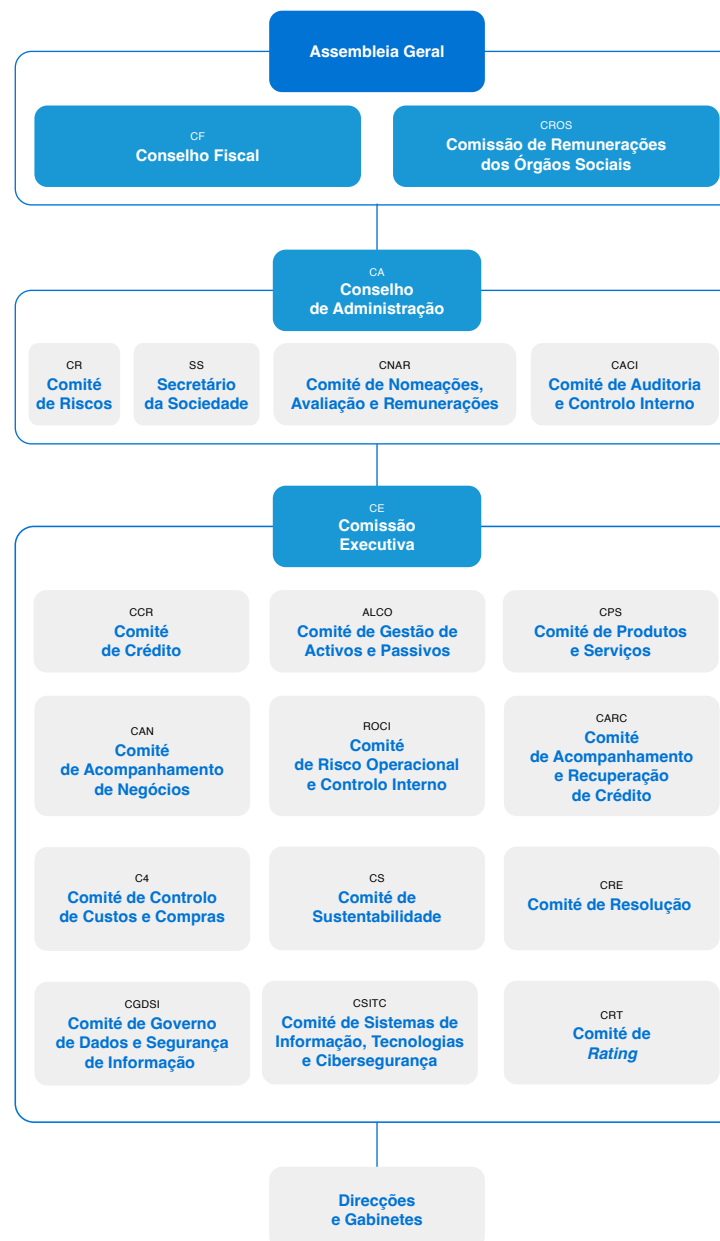 Assembleia Geral
CF
Conselho Fiscal
CROS
Comissão de Remunerações
dos Órgãos Sociais
CA
Conselho
de Administração
CR
Comité
de Riscos
SS
Secretário
da Sociedade
CNAR
Comité de Nomeações,
Avaliação e Remunerações
CACI
Comité de Auditoria
e Controlo Interno
CE
Comissão
Executiva
CCR
Comité
de Crédito
ALCO
Comité de Gestão de
Activos e Passivos
CPS
Comité de Produtos
e Serviços
CAN
Comité
de Acompanhamento
de Negócios
ROCI
Comité
de Risco Operacional
e Controlo Interno
CARC
Comité
de Acompanhamento
e Recuperação
de Crédito
C4
Comité de Controlo
de Custos e Compras
CS
Comité de
Sustentabilidade
CRE
Comité de Resolução
CGDSI
Comité de Governo
de Dados e Segurança
de Informação
CSITC
Comité de Sistemas de
Informação, Tecnologias
e Cibersegurança
CRT
Comité de
Rating
Direcções
e Gabinetes